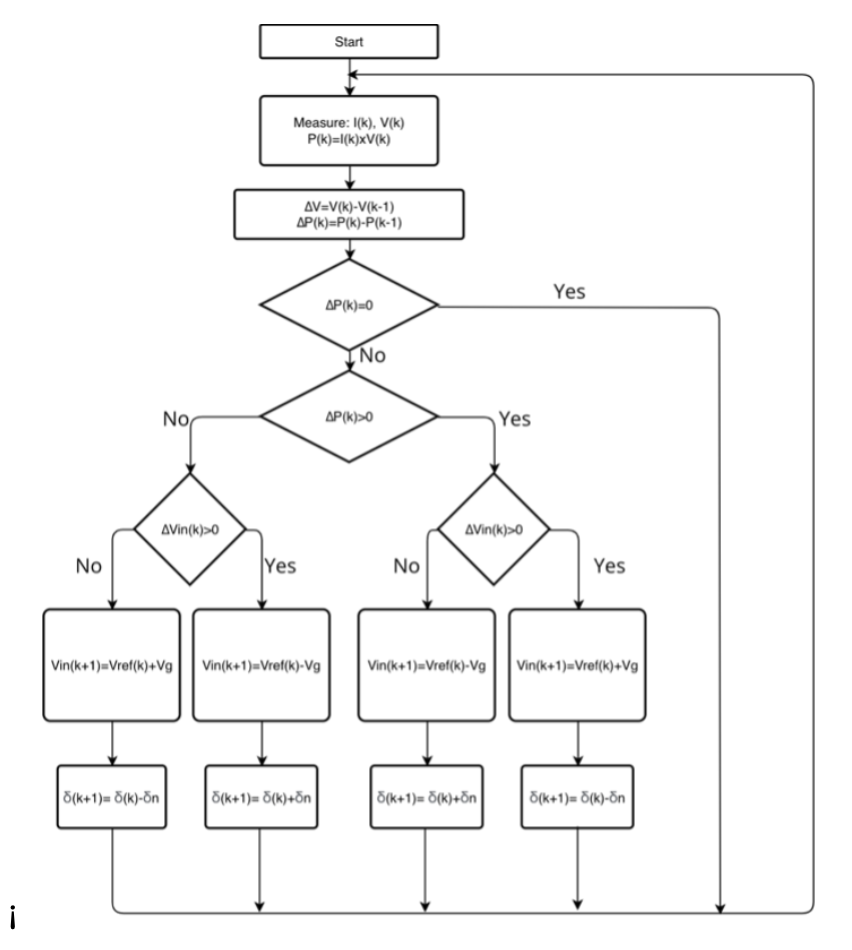 Start
Measure: I(k), V(k)
P(k)=I(k)xV(k)
ΔV=V(k)-V(k-1)
ΔP(k)=P(k)-P(k-1)
ΔP(k)=0
Yes
No
ΔP(k)>0
No
Yes
ΔVin(k)>0
ΔVin(k)>0
No
Yes
No
Yes
Vin(k+1)=Vref(k)+Vg
Vin(k+1)=Vref(k)-Vg
Vin(k+1)=Vref(k)-Vg
Vin(k+1)=Vref(k)+Vg
δ(k+1)= δ(k)-δn
δ(k+1)= δ(k)+δn
δ(k+1)= δ(k)+δn
δ(k+1)= δ(k)-δn
¡